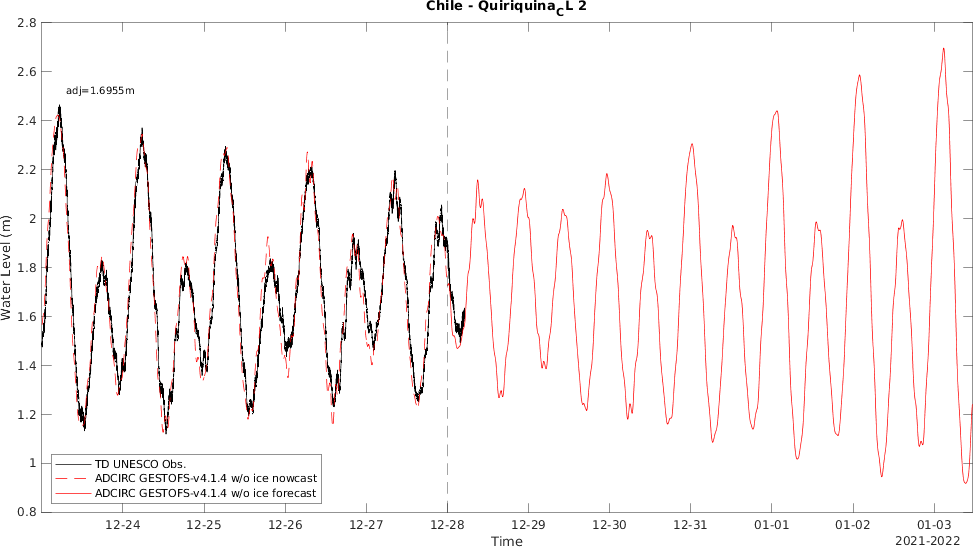 Chile - Quiriquina_CL 2
2.8
2.6
2.4
2.2
2
1.8
1.6
1.4
1.2
1
0.8
Water Level (m)
adj=1.6955m
TD UNESCO Obs.
ADCIRC GESTOFS-v4.1.4 w/o ice nowcast
ADCIRC GESTOFS-v4.1.4 w/o ice forecast
12-24 12-25 12-26 12-27 12-28 12-29 12-30 12-31 01-01 01-02 01-03
Time
2021-2022